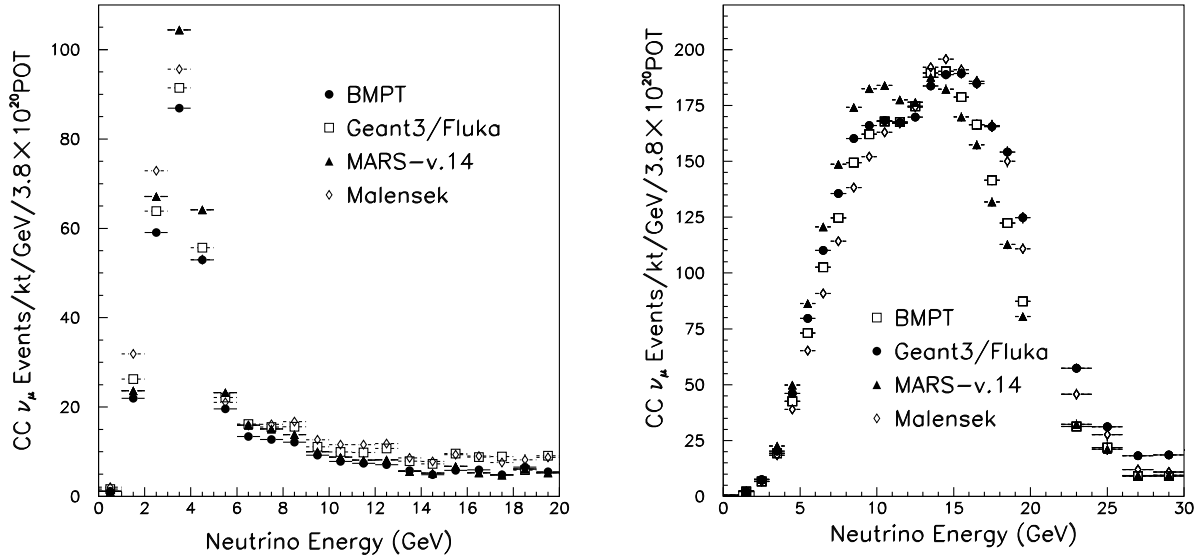 CC ν_μ Events/kt/GeV/3.8×10²⁰POT
100
80
60
40
20
0
BMPT
Geant3/Fluka
MARS-v.14
Malensek
0 2 4 6 8 10 12 14 16 18 20
Neutrino Energy (GeV)
CC ν_μ Events/kt/GeV/3.8×10²⁰POT
200
175
150
125
100
75
50
25
0
BMPT
Geant3/Fluka
MARS-v.14
Malensek
0 5 10 15 20 25 30
Neutrino Energy (GeV)